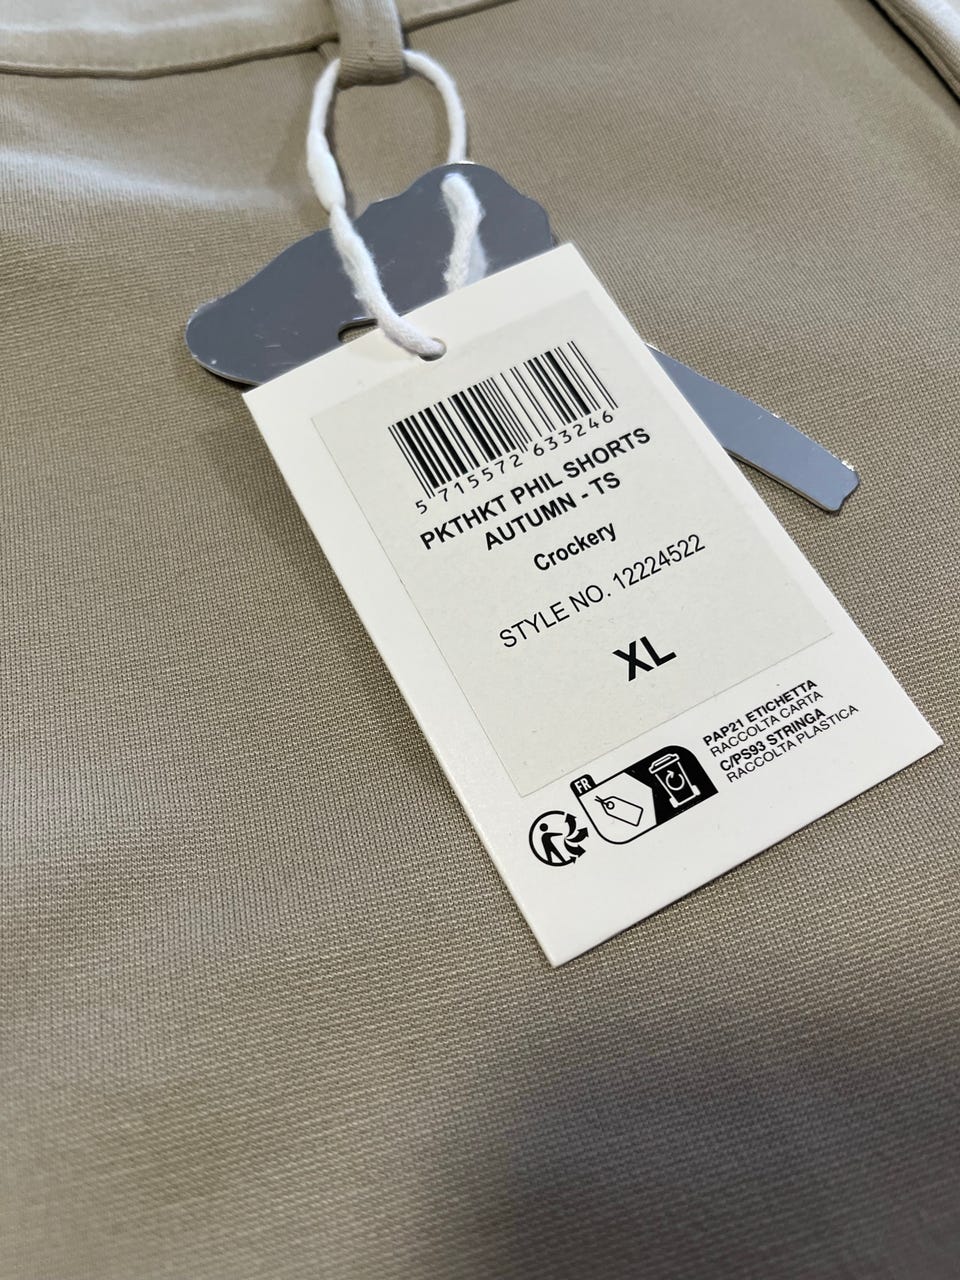 5 715572 633246
PKTHKT PHIL SHORTS
AUTUMN - TS
Crockery
STYLE NO. 12224522
XL
PAP21 ETICHETTA
RACCOLTA CARTA
C/PS93 STRINGA
RACCOLTA PLASTICA
FR